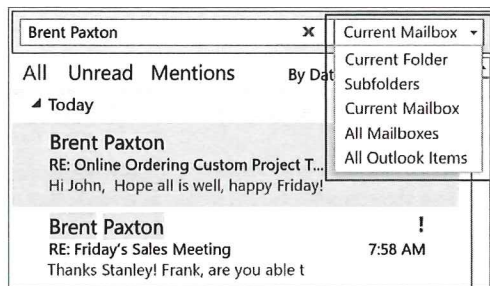 Brent Paxton × Current Mailbox
Current Folder
Subfolders
Current Mailbox
All Mailboxes
All Outlook Items
All Unread Mentions By Dat
Today
Brent Paxton
RE: Online Ordering Custom Project T...
Hi John, Hope all is well, happy Friday!
Brent Paxton !
RE: Friday's Sales Meeting 7:58 AM
Thanks Stanley! Frank, are you able t